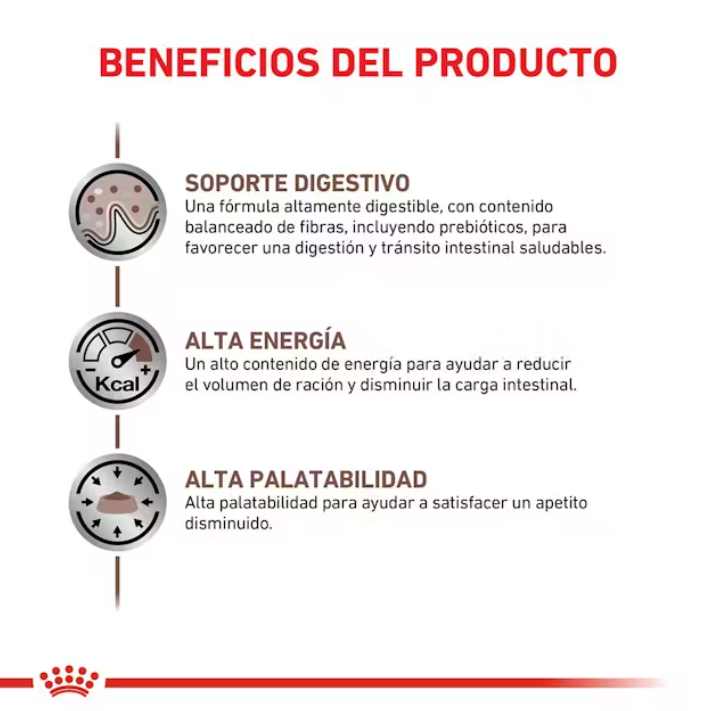 BENEFICIOS DEL PRODUCTO
SOPORTE DIGESTIVO
Una fórmula altamente digestible, con contenido
balanceado de fibras, incluyendo prebióticos, para
favorecer una digestión y tránsito intestinal saludables.
ALTA ENERGÍA
Un alto contenido de energía para ayudar a reducir
el volumen de ración y disminuir la carga intestinal.
- +
Kcal
ALTA PALATABILIDAD
Alta palatabilidad para ayudar a satisfacer un apetito
disminuido.